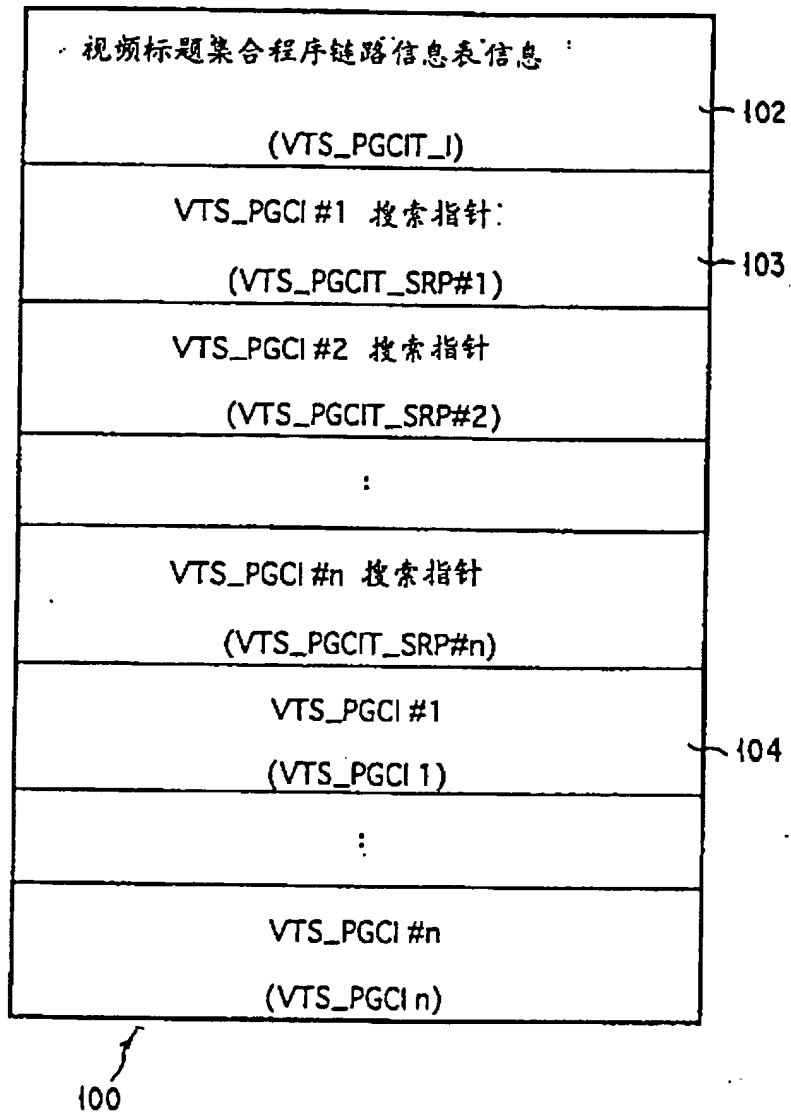 视频标题集合程序链路信息表信息
(VTS_PGCIT_I)
102
VTS_PGCI #1 搜索指针:
(VTS_PGCIT_SRP#1)
103
VTS_PGCI #2 搜索指针
(VTS_PGCIT_SRP#2)
:
VTS_PGCI #n 搜索指针
(VTS_PGCIT_SRP#n)
VTS_PGCI #1
(VTS_PGCI 1)
104
:
VTS_PGCI #n
(VTS_PGCI n)
100